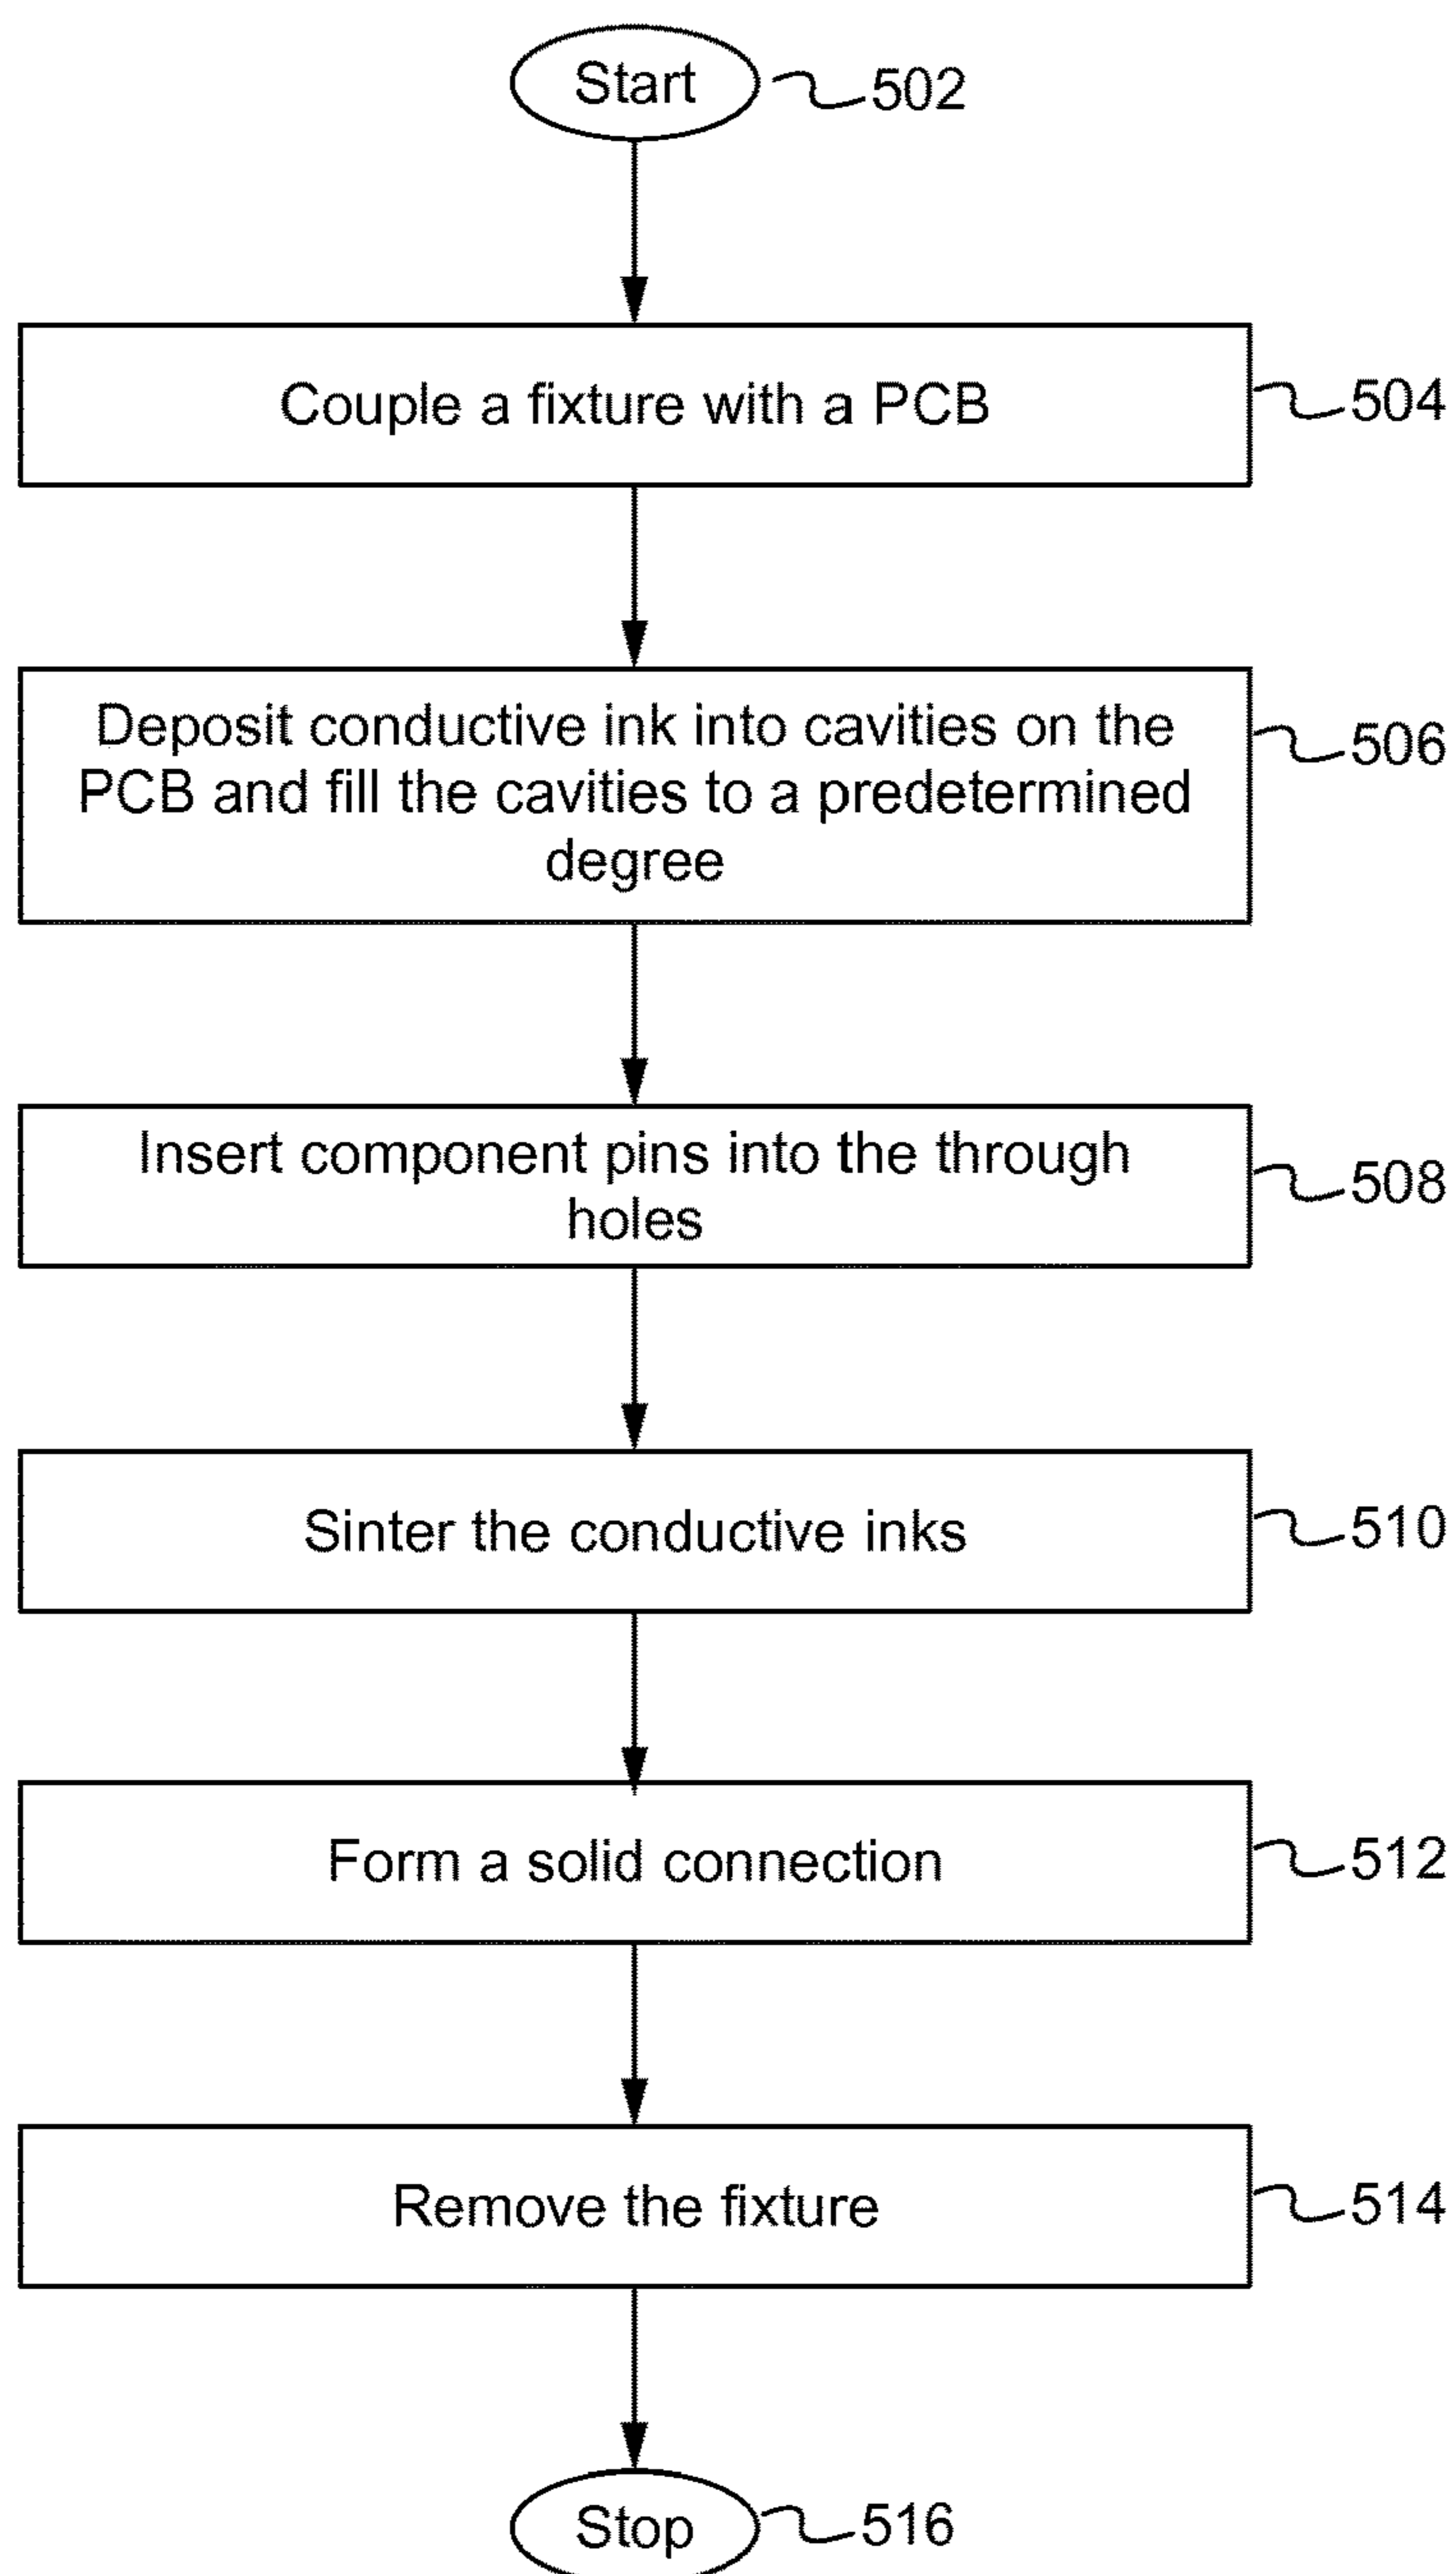 Start
502
Couple a fixture with a PCB
504
Deposit conductive ink into cavities on the
PCB and fill the cavities to a predetermined
degree
506
Insert component pins into the through
holes
508
Sinter the conductive inks
510
Form a solid connection
512
Remove the fixture
514
Stop
516